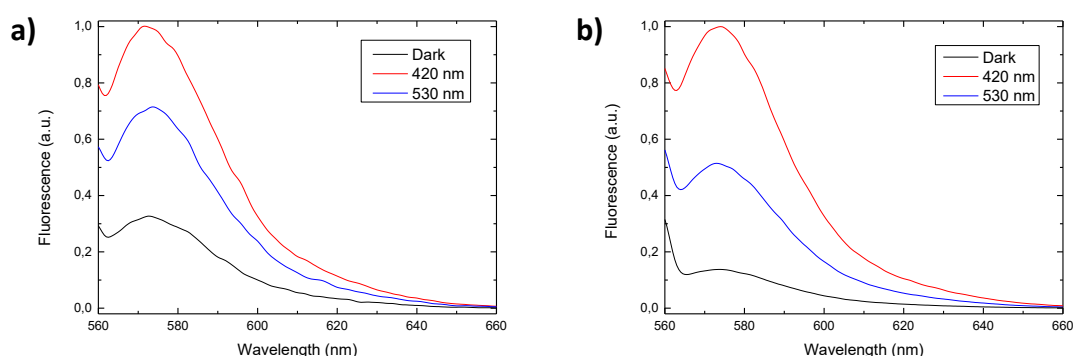 a)
Fluorescence (a.u.)
1,0
0,8
0,6
0,4
0,2
0,0
560 580 600 620 640 660
Wavelength (nm)
Dark
420 nm
530 nm
b)
Fluorescence (a.u.)
1,0
0,8
0,6
0,4
0,2
0,0
560 580 600 620 640 660
Wavelength (nm)
Dark
420 nm
530 nm